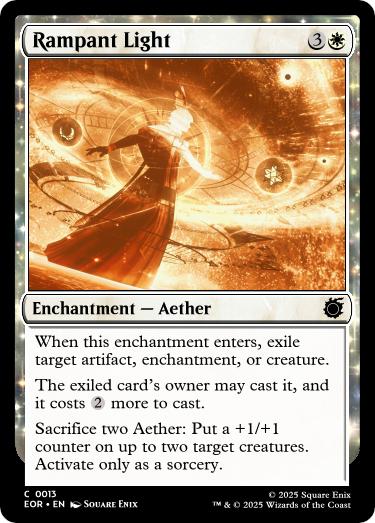 Rampant Light 3
Enchantment — Aether
When this enchantment enters, exile
target artifact, enchantment, or creature.
The exiled card's owner may cast it, and
it costs 2 more to cast.
Sacrifice two Aether: Put a +1/+1
counter on up to two target creatures.
Activate only as a sorcery.
C 0013
EOR • EN SQUARE ENIX
© 2025 Square Enix
™ & © 2025 Wizards of the Coast